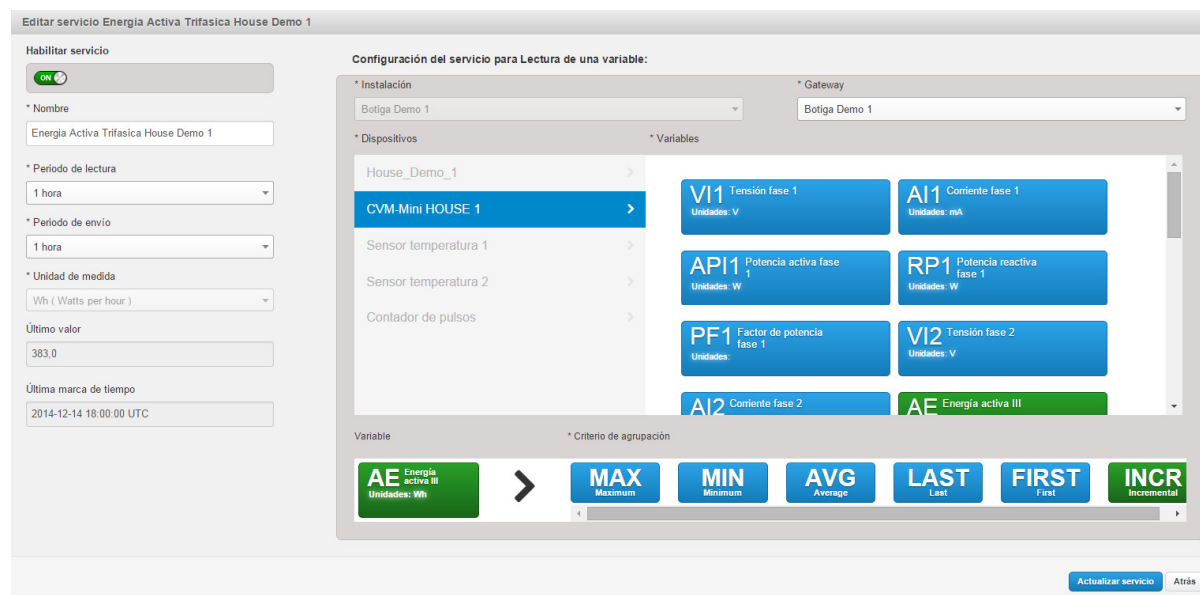 Editar servicio Energia Activa Trifasica House Demo 1
Habilitar servicio
ON
* Nombre
Energia Activa Trifasica House Demo 1
* Periodo de lectura
1 hora
* Periodo de envío
1 hora
* Unidad de medida
Wh ( Watts per hour )
Último valor
383,0
Última marca de tiempo
2014-12-14 18:00:00 UTC
Configuración del servicio para Lectura de una variable:
* Instalación
Botiga Demo 1
* Gateway
Botiga Demo 1
* Dispositivos
House_Demo_1
CVM-Mini HOUSE 1
Sensor temperatura 1
Sensor temperatura 2
Contador de pulsos
* Variables
VI1 Tensión fase 1
Unidades: V
AI1 Corriente fase 1
Unidades: mA
API1 Potencia activa fase
1
Unidades: W
RP1 Potencia reactiva
fase 1
Unidades: W
PF1 Factor de potencia
fase 1
Unidades:
VI2 Tensión fase 2
Unidades: V
AI2 Corriente fase 2
AE Energía activa III
Variable
AE Energía
activa III
Unidades: Wh
* Criterio de agrupación
MAX
Maximum
MIN
Minimum
AVG
Average
LAST
Last
FIRST
First
INCR
Incremental
Actualizar servicio
Atrás